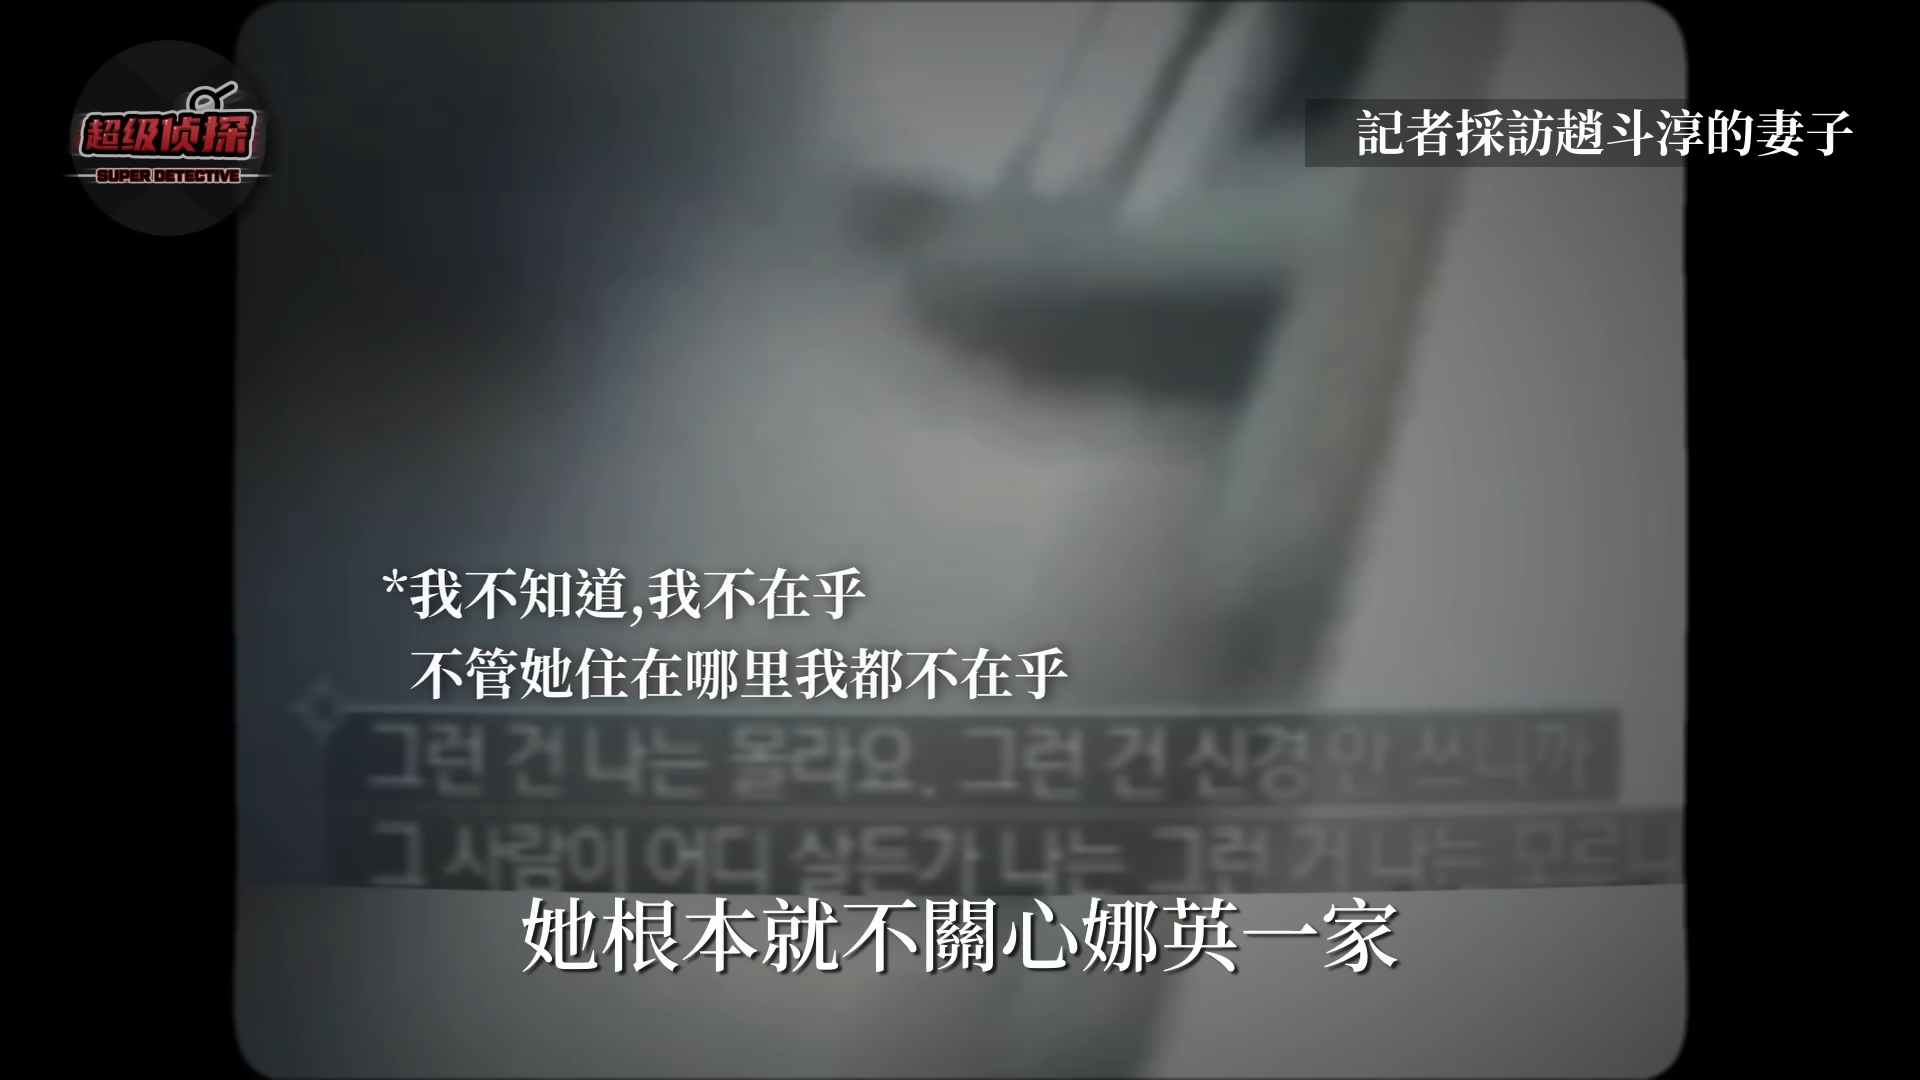 超级侦探
SUPER DETECTIVE
記者採訪趙斗淳的妻子
*我不知道,我不在乎
不管她住在哪里我都不在乎
그런 건 나는 몰라요. 그런 건 신경 안 쓰니까
그 사람이 어디 살든가 나는 그런 거 나는 모르니
她根本就不關心娜英一家